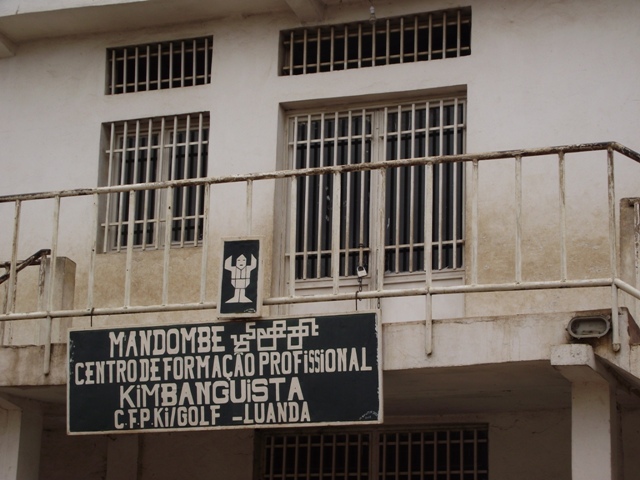 MANDOMBE
CENTRO DE FORMAÇÃO PROFiSSiONAL
KiMBANGUiSTA
C.F.P.Ki/GOLF -LUANDA